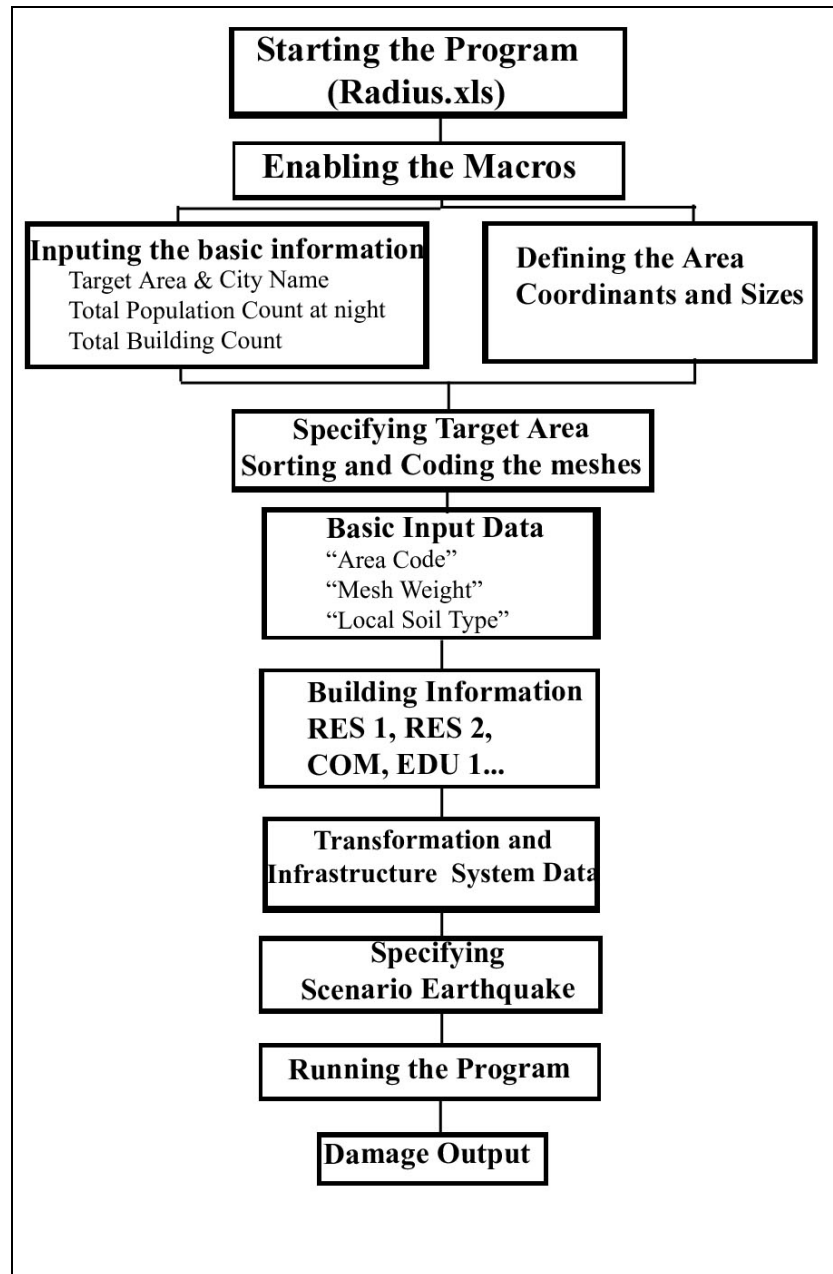 Starting the Program
(Radius.xls)
Enabling the Macros
Inputing the basic information
Target Area & City Name
Total Population Count at night
Total Building Count
Defining the Area
Coordinants and Sizes
Specifying Target Area
Sorting and Coding the meshes
Basic Input Data
“Area Code”
“Mesh Weight”
“Local Soil Type”
Building Information
RES 1, RES 2,
COM, EDU 1...
Transformation and
Infrastructure System Data
Specifying
Scenario Earthquake
Running the Program
Damage Output